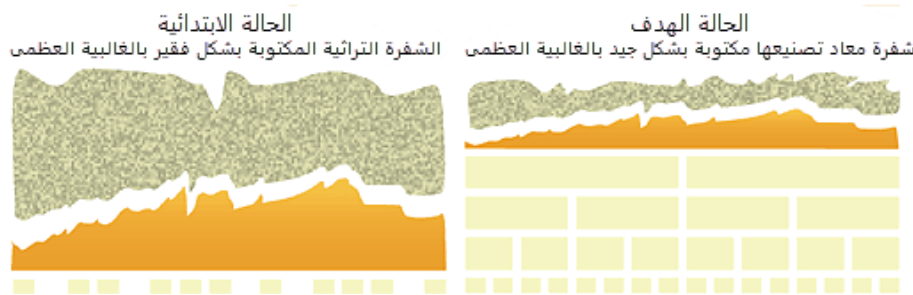 الحالة الابتدائية
الشفرة التراثية المكتوبة بشكل فقير بالغالبية العظمى
الحالة الهدف
شفرة معاد تصنيعها مكتوبة بشكل جيد بالغالبية العظمى